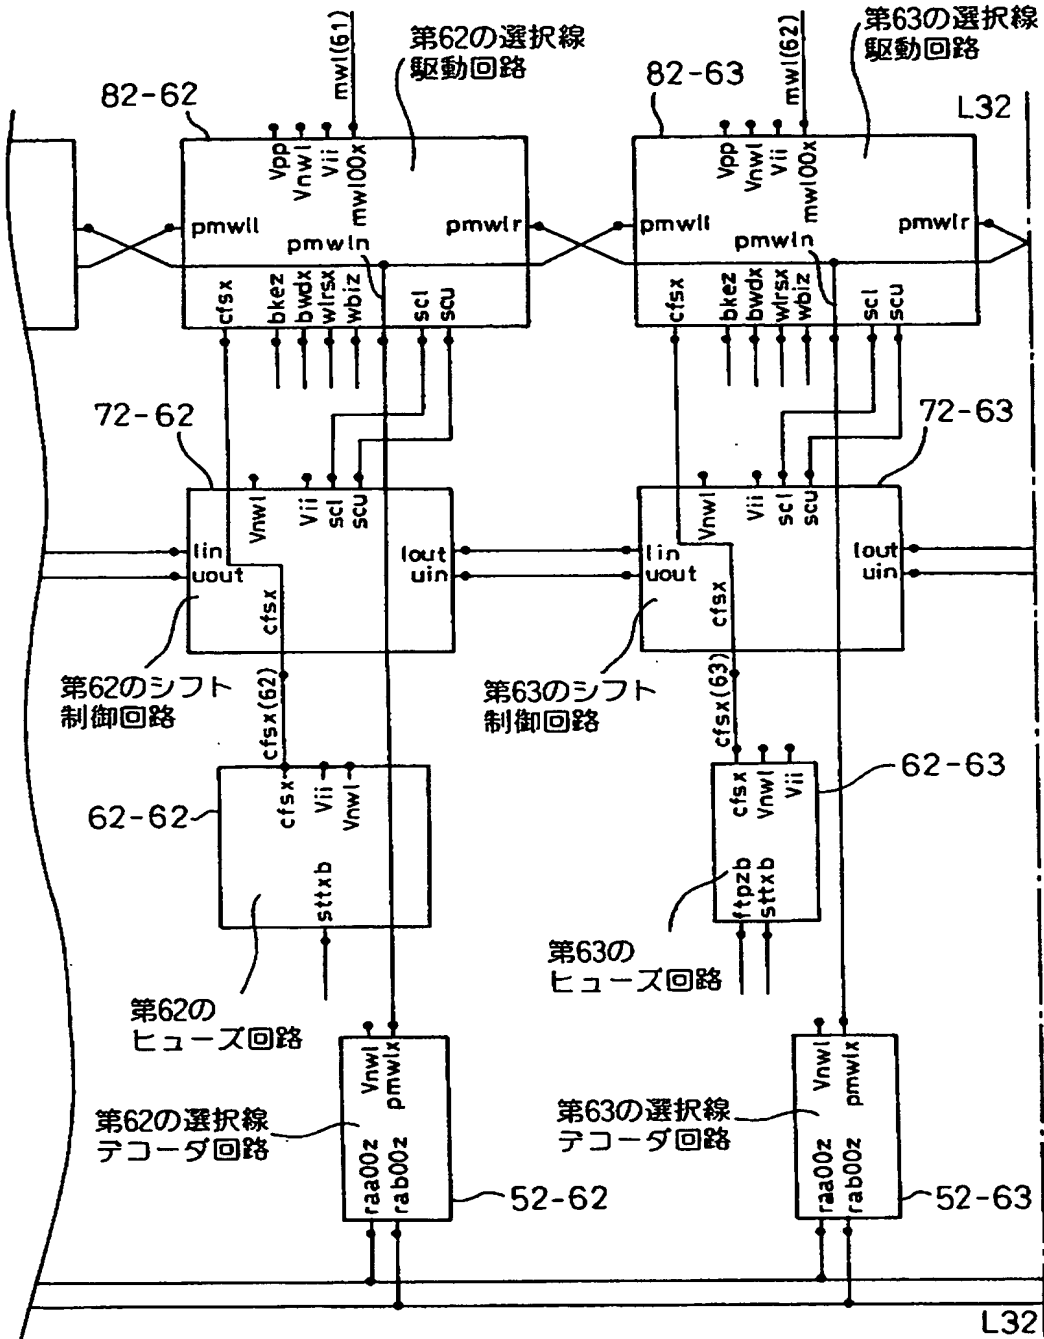 第62の選択線
駆動回路
mwl(61)
82-62
第63の選択線
駆動回路
mwl(62)
82-63
L32
Vpp
Vnwl
Vii
mwl00x
pmwll
pmwlr
pmwln
cfsx
bkez
bwdx
wlrsx
wbiz
scl
scu
Vpp
Vnwl
Vii
mwl00x
pmwll
pmwlr
pmwln
cfsx
bkez
bwdx
wlrsx
wbiz
scl
scu
72-62
72-63
Vnwl
Vii
scl
scu
lin
uout
lout
uin
cfsx
Vnwl
Vii
scl
scu
lin
uout
lout
uin
cfsx
第62のシフト
制御回路
cfsx(62)
第63のシフト
制御回路
cfsx(63)
62-62
cfsx
Vii
Vnwl
sttxb
62-63
cfsx
Vnwl
Vii
ftpzb
sttxb
第62の
ヒューズ回路
第63の
ヒューズ回路
Vnwl
pmwlx
raa00z
rab00z
第62の選択線
デコーダ回路
52-62
Vnwl
pmwlx
raa00z
rab00z
第63の選択線
デコーダ回路
52-63
L32